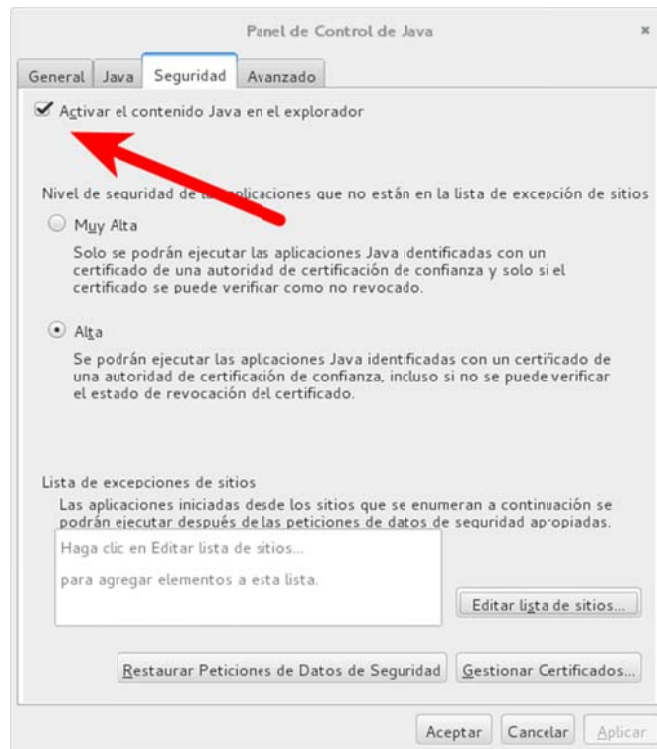 Panel de Control de Java
General Java Seguridad Avanzado
Activar el contenido Java en el explorador
Nivel de seguridad de las aplicaciones que no están en la lista de excepción de sitios
Muy Alta
Solo se podrán ejecutar las aplicaciones Java identificadas con un
certificado de una autoridad de certificación de confianza y solo si el
certificado se puede verificar como no revocado.
Alta
Se podrán ejecutar las aplcaciones Java identificadas con un certificado de
una autoridad de certificación de confianza, incluso si no se puede verificar
el estado de revocación del certificado.
Lista de excepciones de sitios
Las aplicaciones iniciadas desde los sitios que se enumeran a continuación se
podrán ejecutar después de las peticiones de datos de seguridad apropiadas.
Haga clic en Editar lista de sitios...
para agregar elementos a esta lista.
Editar lista de sitios...
Restaurar Peticiones de Datos de Seguridad Gestionar Certificados...
Aceptar Cancelar Aplicar